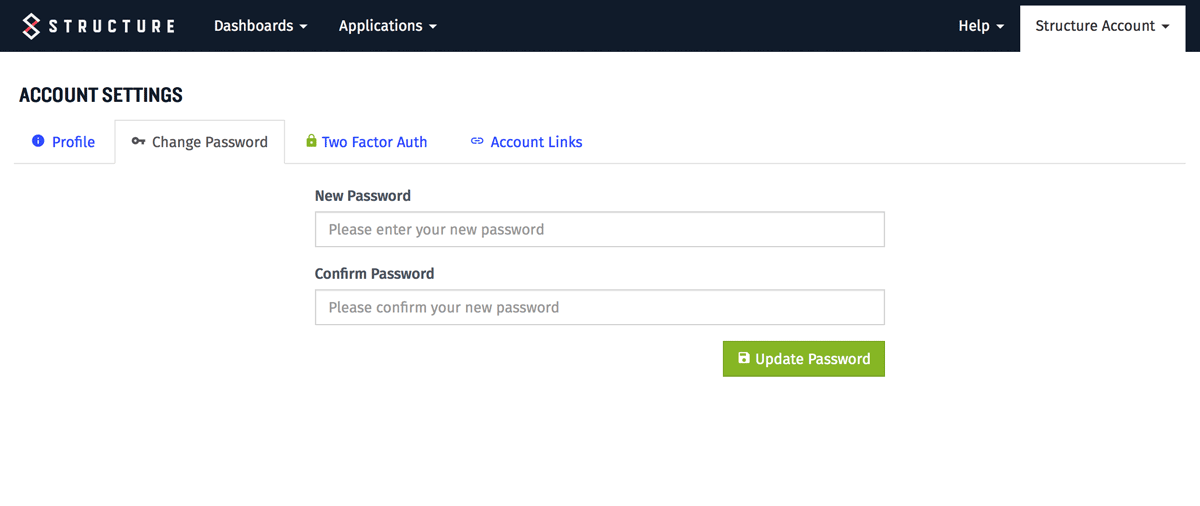 STRUCTURE Dashboards Applications Help Structure Account
ACCOUNT SETTINGS
Profile Change Password Two Factor Auth Account Links
New Password
Please enter your new password
Confirm Password
Please confirm your new password
Update Password